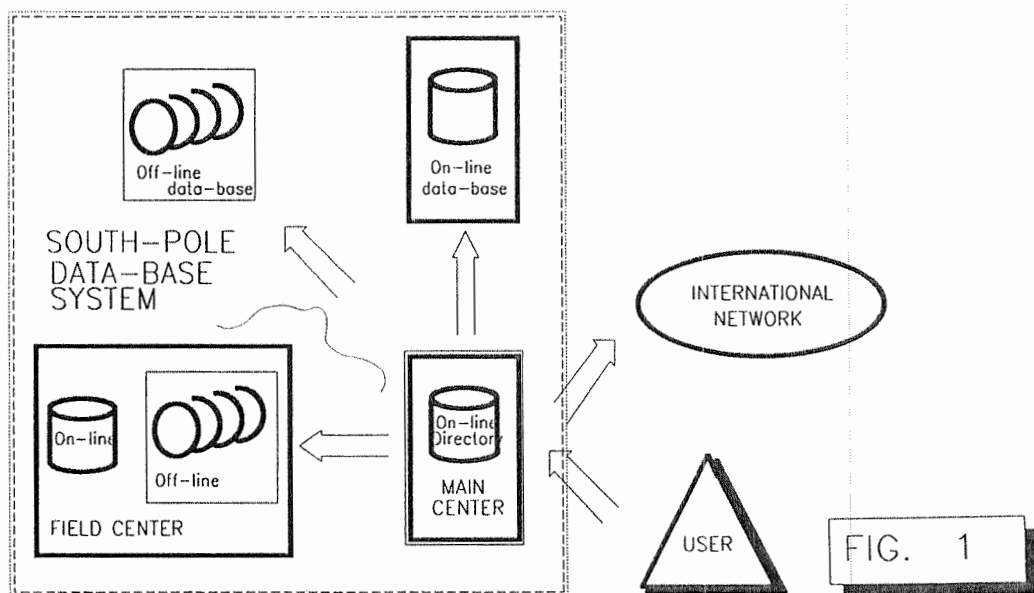 Off-line
data-base
On-line
data-base
SOUTH-POLE
DATA-BASE
SYSTEM
INTERNATIONAL
NETWORK
On-line
Off-line
FIELD CENTER
On-line
Directory
MAIN
CENTER
USER
FIG. 1